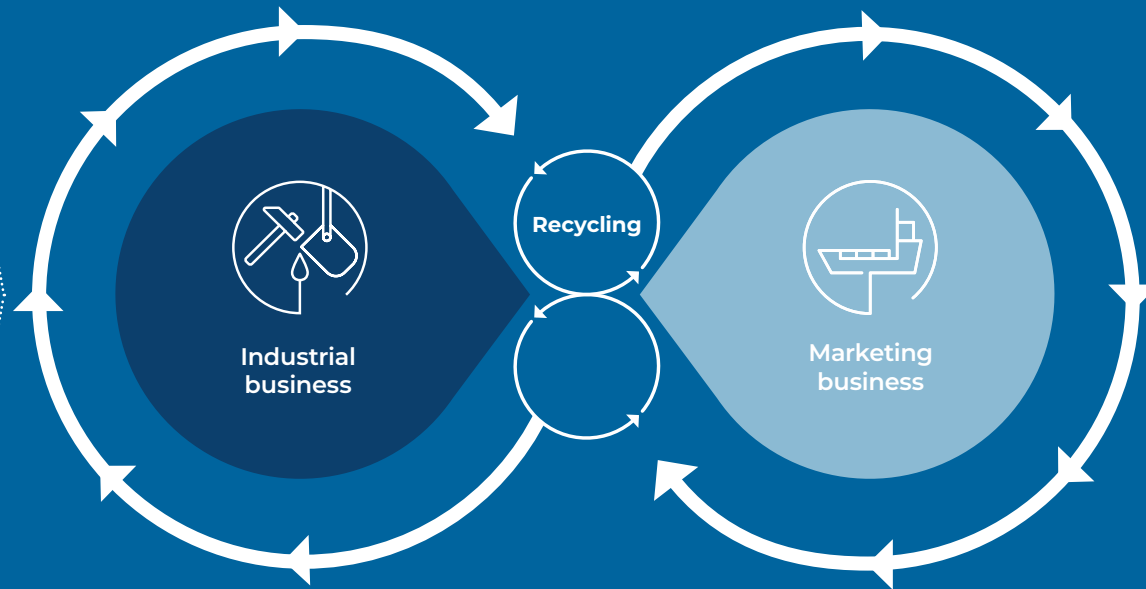 Recycling
Industrial
business
Marketing
business